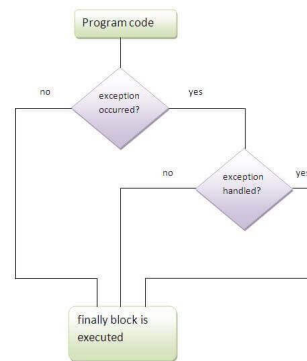 Program code
no
exception
occurred?
yes
no
exception
handled?
yes
finally block is
executed